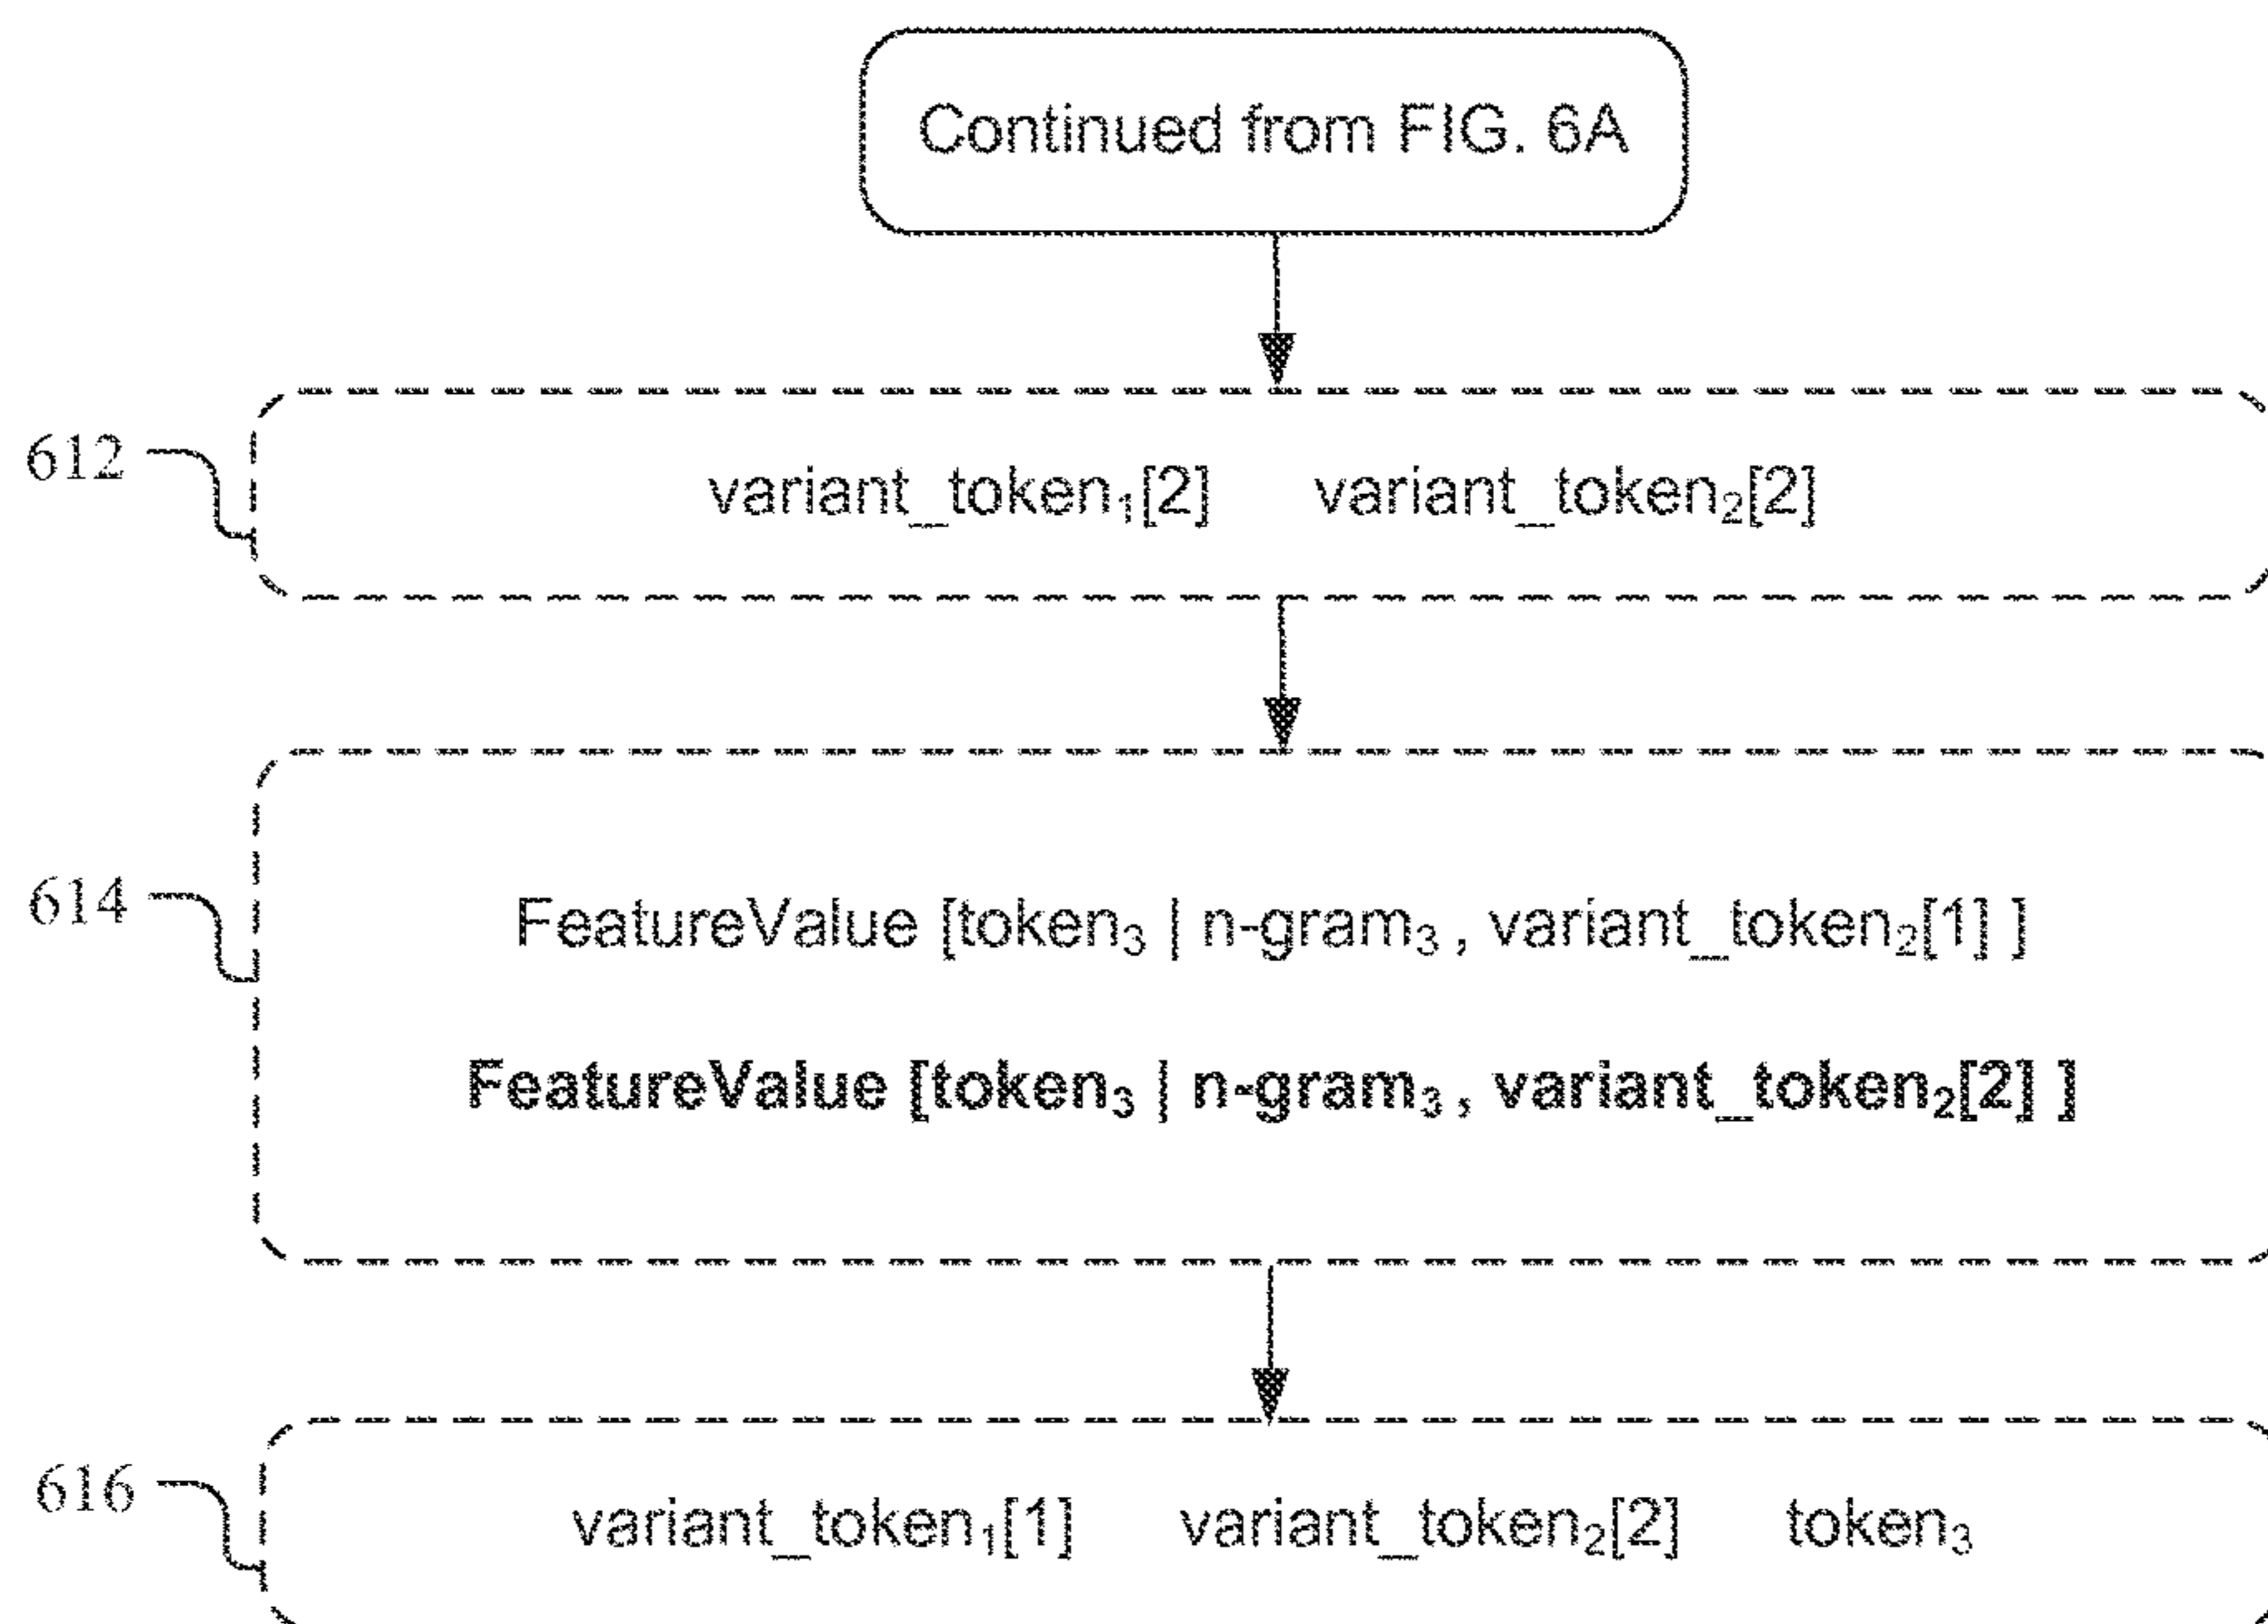 Continued from FIG. 6A
612
variant_token₁[2] variant_token₂[2]
614
FeatureValue [token₃ | n-gram₃ , variant_token₂[1] ]
FeatureValue [token₃ | n-gram₃ , variant_token₂[2] ]
616
variant_token₁[1] variant_token₂[2] token₃